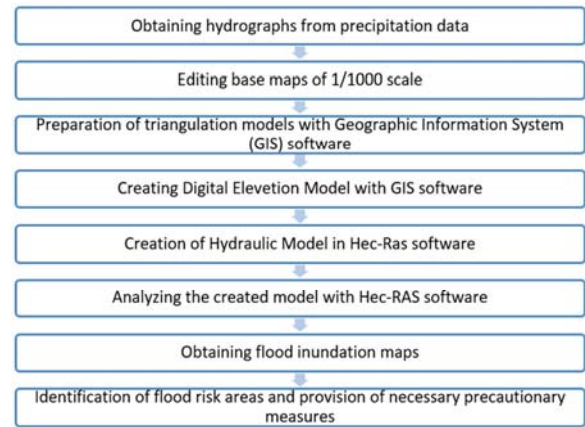 Obtaining hydrographs from precipitation data
Editing base maps of 1/1000 scale
Preparation of triangulation models with Geographic Information System
(GIS) software
Creating Digital Elevetion Model with GIS software
Creation of Hydraulic Model in Hec-Ras software
Analyzing the created model with Hec-RAS software
Obtaining flood inundation maps
Identification of flood risk areas and provision of necessary precautionary
measures